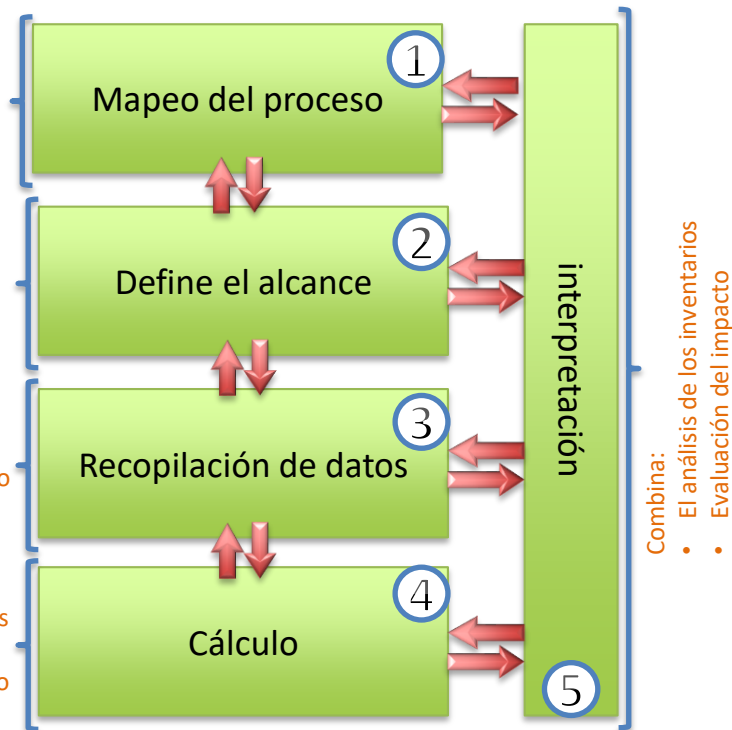 1
Mapeo del proceso
2
Define el alcance
3
Recopilación de datos
o
4
Cálculo
s
o
interpretación
5
Combina:
• El análisis de los inventarios
• Evaluación del impacto